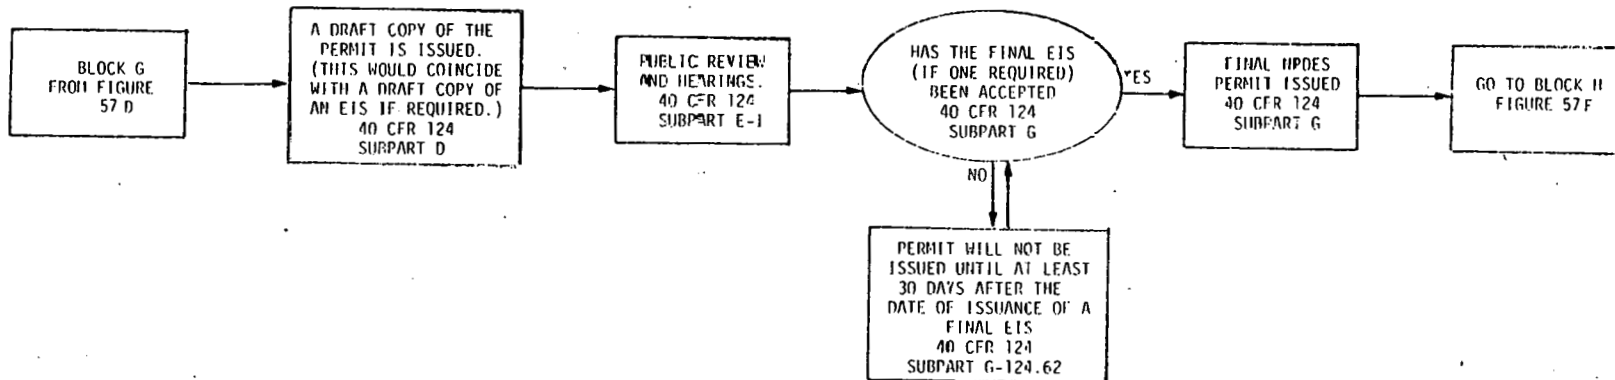 BLOCK G
FROM FIGURE
57 D
A DRAFT COPY OF THE
PERMIT IS ISSUED.
(THIS WOULD COINCIDE
WITH A DRAFT COPY OF
AN EIS IF REQUIRED.)
40 CFR 124
SUBPART D
PUBLIC REVIEW
AND HEARINGS.
40 CFR 124
SUBPART E-I
HAS THE FINAL EIS
(IF ONE REQUIRED)
BEEN ACCEPTED
40 CFR 124
SUBPART G
YES
NO
PERMIT WILL NOT BE
ISSUED UNTIL AT LEAST
30 DAYS AFTER THE
DATE OF ISSUANCE OF A
FINAL EIS
40 CFR 124
SUBPART G-124.62
FINAL NPDES
PERMIT ISSUED
40 CFR 124
SUBPART G
GO TO BLOCK H
FIGURE 57F